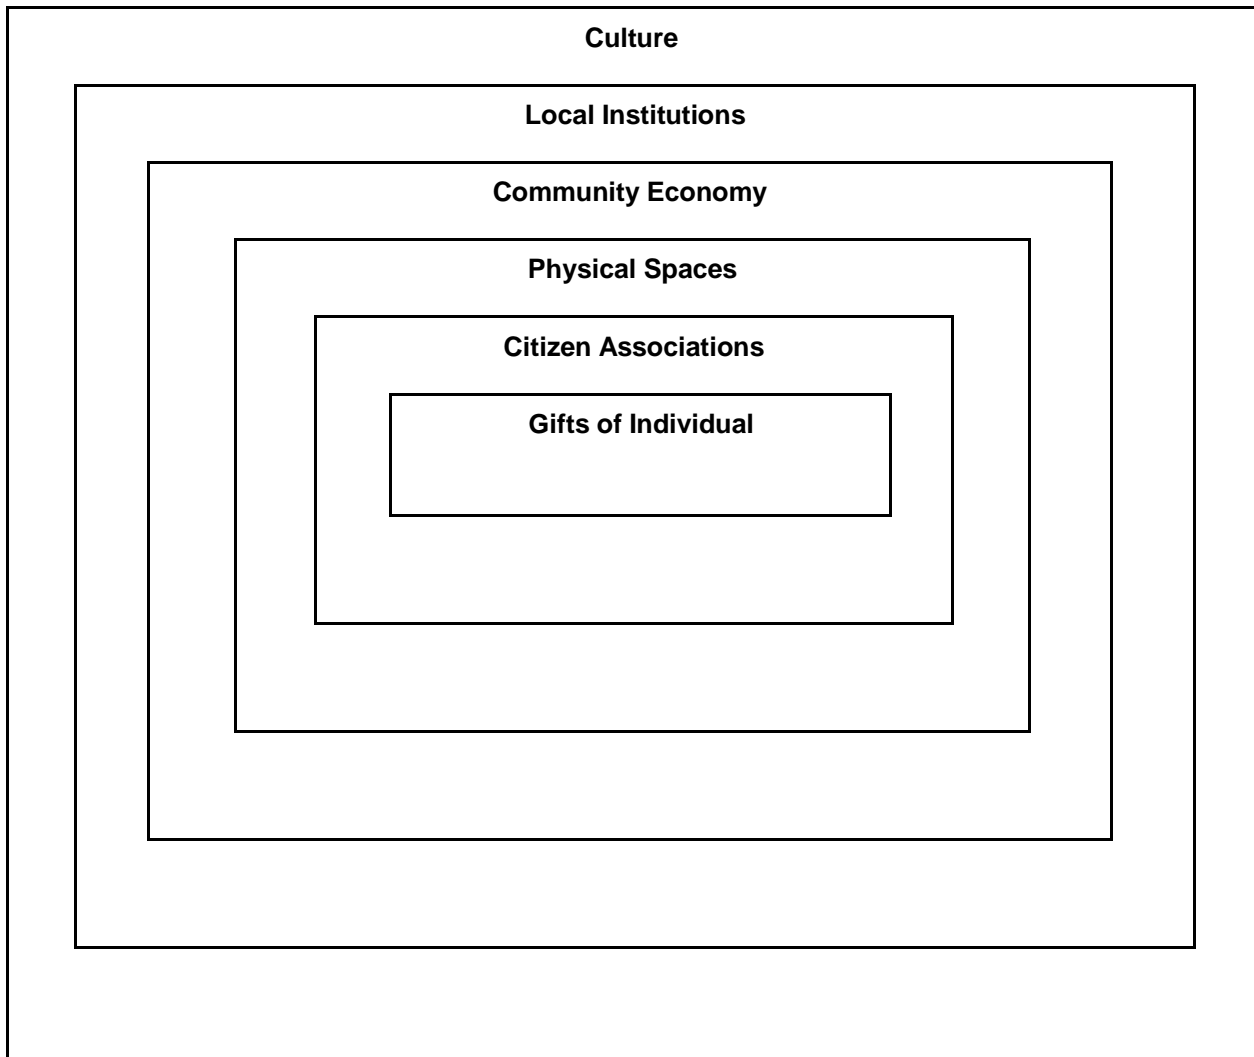 Culture
Local Institutions
Community Economy
Physical Spaces
Citizen Associations
Gifts of Individual